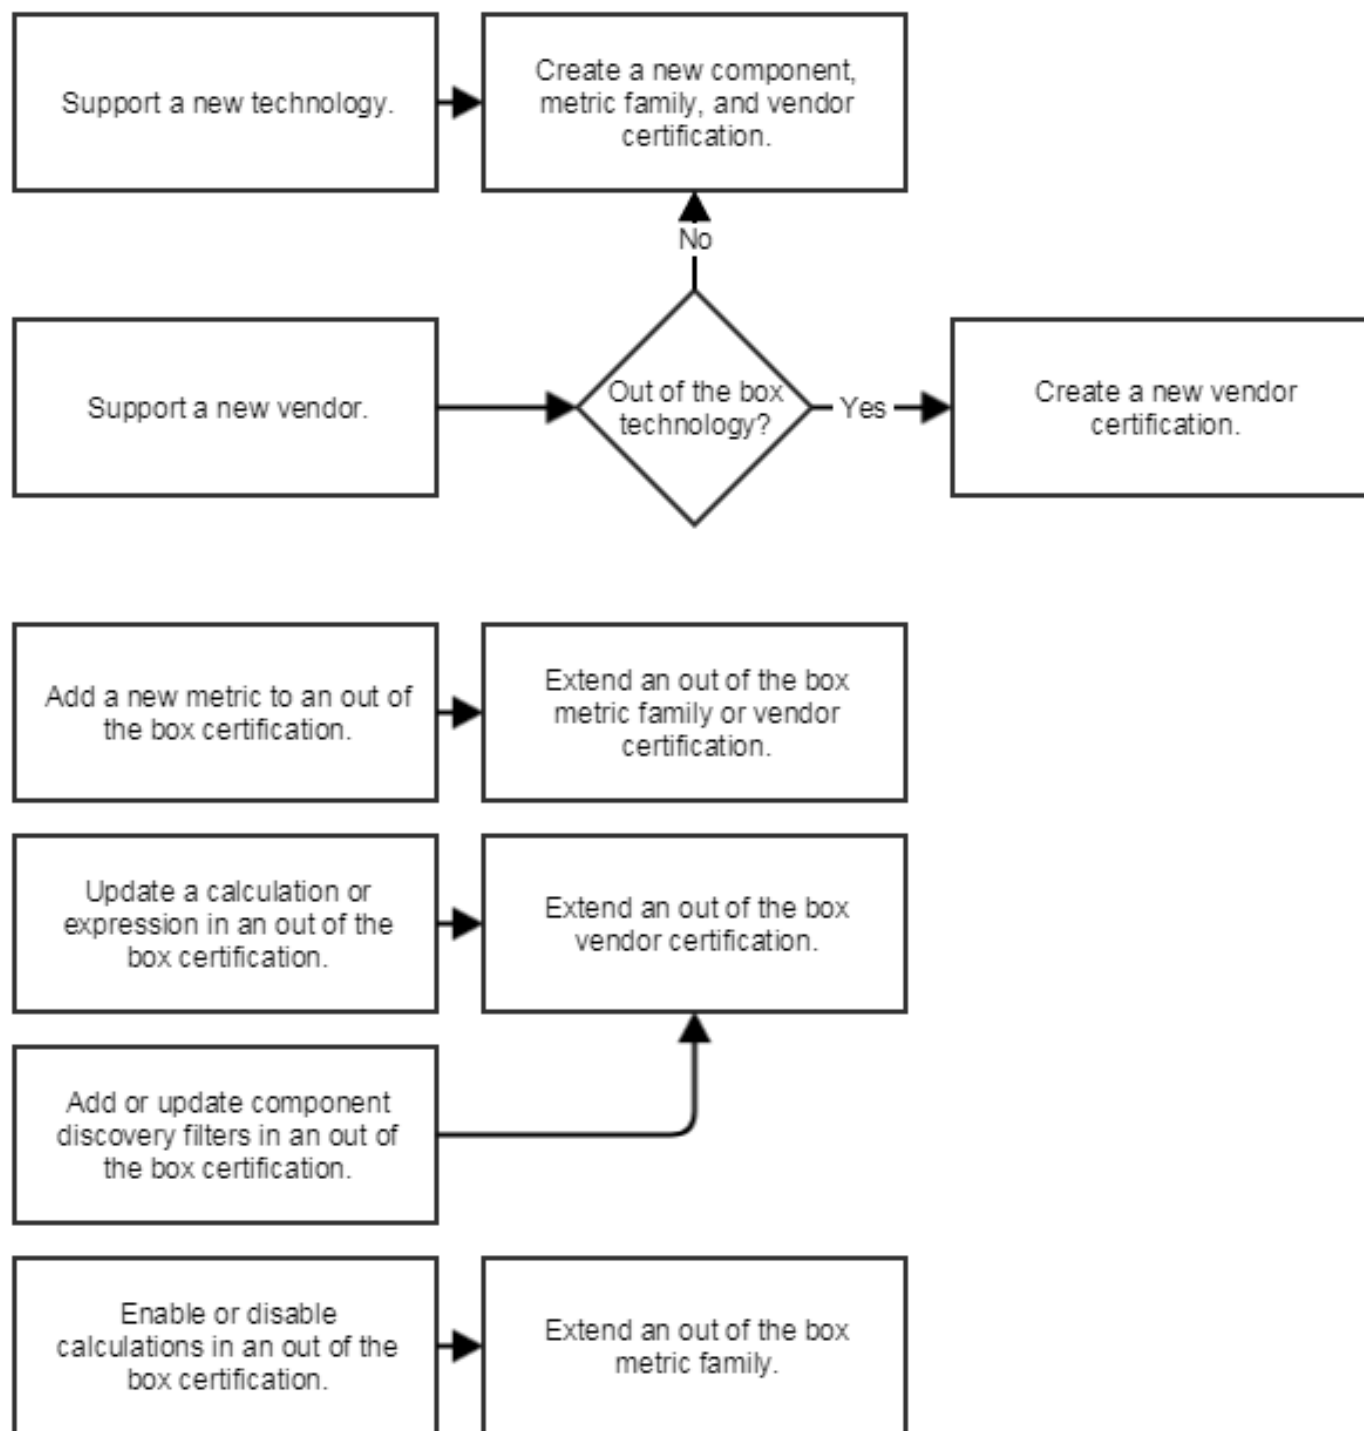 Support a new technology.
Create a new component,
metric family, and vendor
certification.
No
Support a new vendor.
Out of the box
technology?
Yes
Create a new vendor
certification.
Add a new metric to an out of
the box certification.
Extend an out of the box
metric family or vendor
certification.
Update a calculation or
expression in an out of the
box certification.
Extend an out of the box
vendor certification.
Add or update component
discovery filters in an out of
the box certification.
Enable or disable
calculations in an out of the
box certification.
Extend an out of the box
metric family.